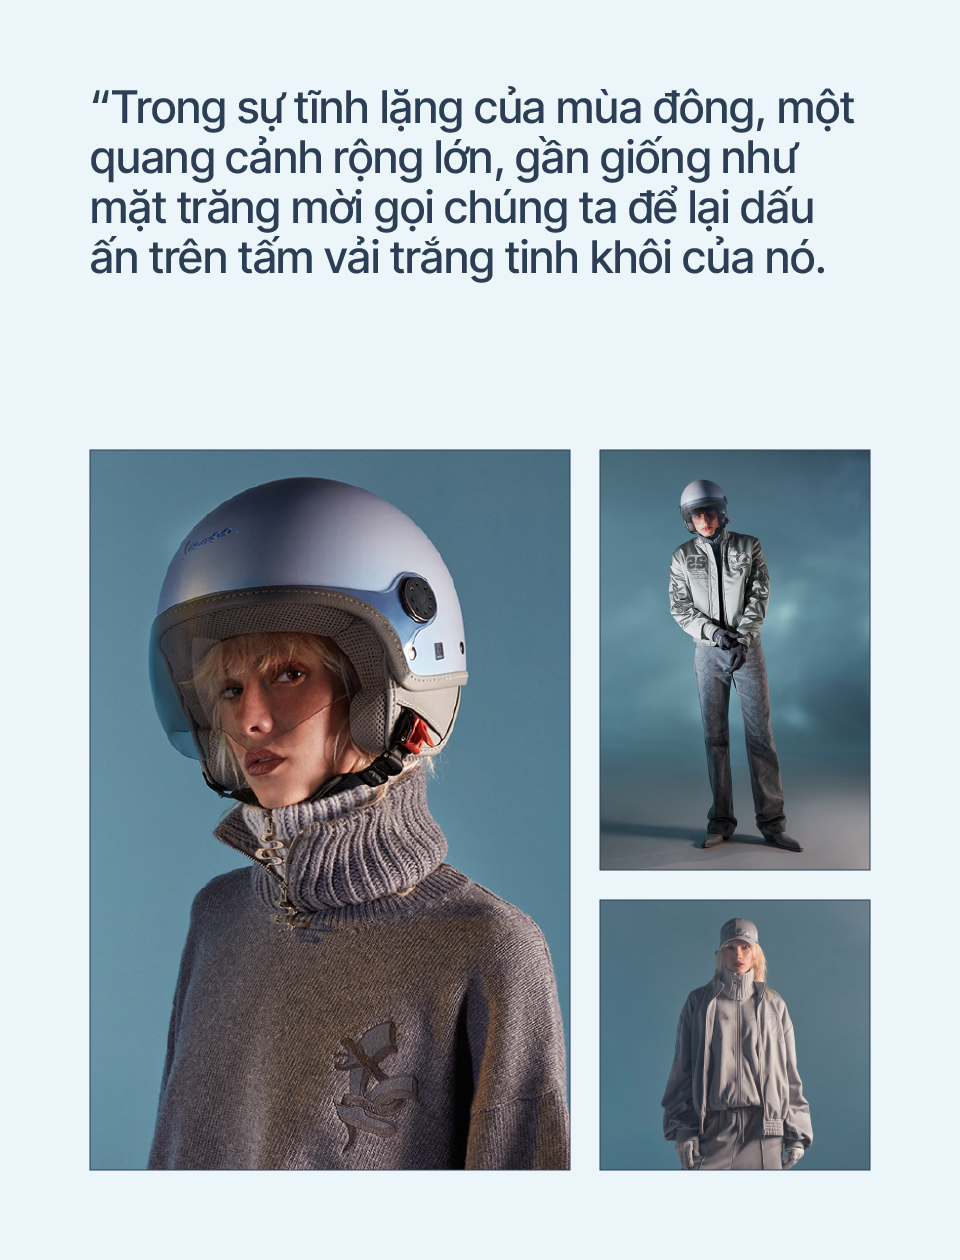 “Trong sự tĩnh lặng của mùa đông, một
quang cảnh rộng lớn, gần giống như
mặt trăng mời gọi chúng ta để lại dấu
ấn trên tấm vải trắng tinh khôi của nó.
25